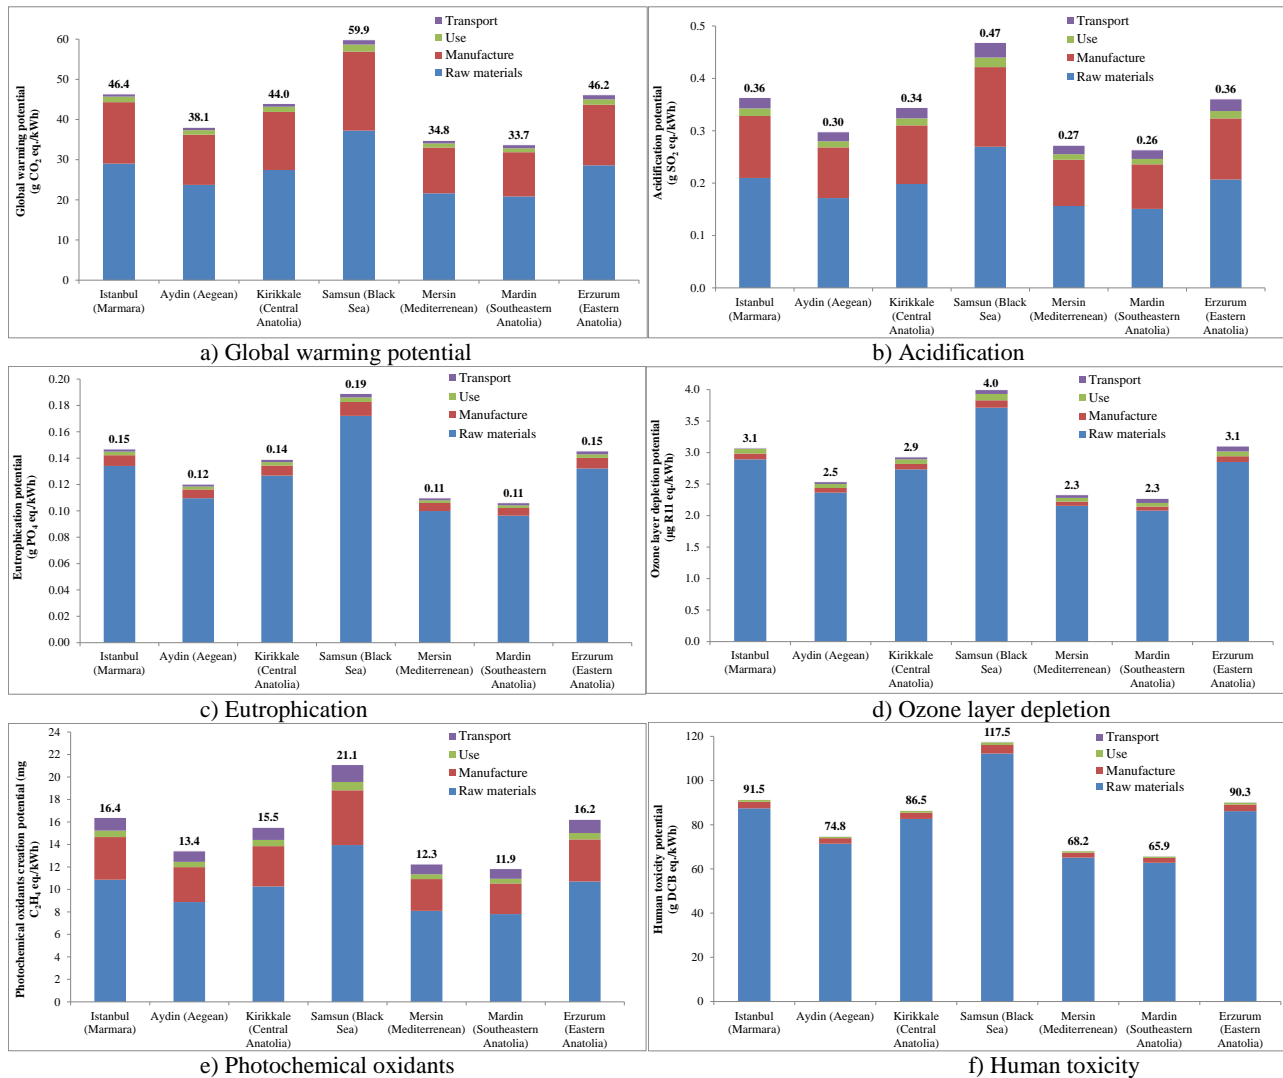 Global warming potential
(g CO₂ eq./kWh)
60
50
40
30
20
10
0
Transport
Use
Manufacture
Raw materials
46.4
38.1
44.0
59.9
34.8
33.7
46.2
Istanbul
(Marmara)
Aydin (Aegean)
Kirikkale
(Central
Anatolia)
Samsun (Black
Sea)
Mersin
(Mediterrenean)
Mardin
(Southeastern
Anatolia)
Erzurum
(Eastern
Anatolia)
a) Global warming potential
Acidification potential
(g SO₂ eq./kWh)
0.5
0.4
0.3
0.2
0.1
0.0
Transport
Use
Manufacture
Raw materials
0.36
0.30
0.34
0.47
0.27
0.26
0.36
Istanbul
(Marmara)
Aydin (Aegean)
Kirikkale
(Central
Anatolia)
Samsun (Black
Sea)
Mersin
(Mediterrenean)
Mardin
(Southeastern
Anatolia)
Erzurum
(Eastern
Anatolia)
b) Acidification
Eutrophication potential
(g PO₄ eq./kWh)
0.20
0.18
0.16
0.14
0.12
0.10
0.08
0.06
0.04
0.02
0.00
Transport
Use
Manufacture
Raw materials
0.15
0.12
0.14
0.19
0.11
0.11
0.15
Istanbul
(Marmara)
Aydin (Aegean)
Kirikkale
(Central
Anatolia)
Samsun (Black
Sea)
Mersin
(Mediterrenean)
Mardin
(Southeastern
Anatolia)
Erzurum
(Eastern
Anatolia)
c) Eutrophication
Ozone layer depletion potential
(µg R11 eq./kWh)
4.0
3.5
3.0
2.5
2.0
1.5
1.0
0.5
0.0
Transport
Use
Manufacture
Raw materials
3.1
2.5
2.9
4.0
2.3
2.3
3.1
Istanbul
(Marmara)
Aydin (Aegean)
Kirikkale
(Central
Anatolia)
Samsun (Black
Sea)
Mersin
(Mediterrenean)
Mardin
(Southeastern
Anatolia)
Erzurum
(Eastern
Anatolia)
d) Ozone layer depletion
Photochemical oxidants creation potential (mg
C₂H₄ eq./kWh)
24
22
20
18
16
14
12
10
8
6
4
2
0
Transport
Use
Manufacture
Raw materials
16.4
13.4
15.5
21.1
12.3
11.9
16.2
Istanbul
(Marmara)
Aydin (Aegean)
Kirikkale
(Central
Anatolia)
Samsun (Black
Sea)
Mersin
(Mediterrenean)
Mardin
(Southeastern
Anatolia)
Erzurum
(Eastern
Anatolia)
e) Photochemical oxidants
Human toxicity potential
(g DCB eq./kWh)
120
100
80
60
40
20
0
Transport
Use
Manufacture
Raw materials
91.5
74.8
86.5
117.5
68.2
65.9
90.3
Istanbul
(Marmara)
Aydin (Aegean)
Kirikkale
(Central
Anatolia)
Samsun (Black
Sea)
Mersin
(Mediterrenean)
Mardin
(Southeastern
Anatolia)
Erzurum
(Eastern
Anatolia)
f) Human toxicity